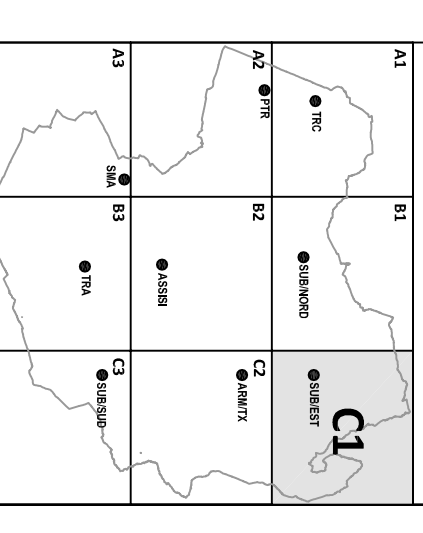 A1
TRC
B1
SUB/NORD
C1
SUB/EST
A2
PTR
B2
ASSISI
C2
ARM/TX
A3
SMA
B3
TRA
C3
SUB/SUD